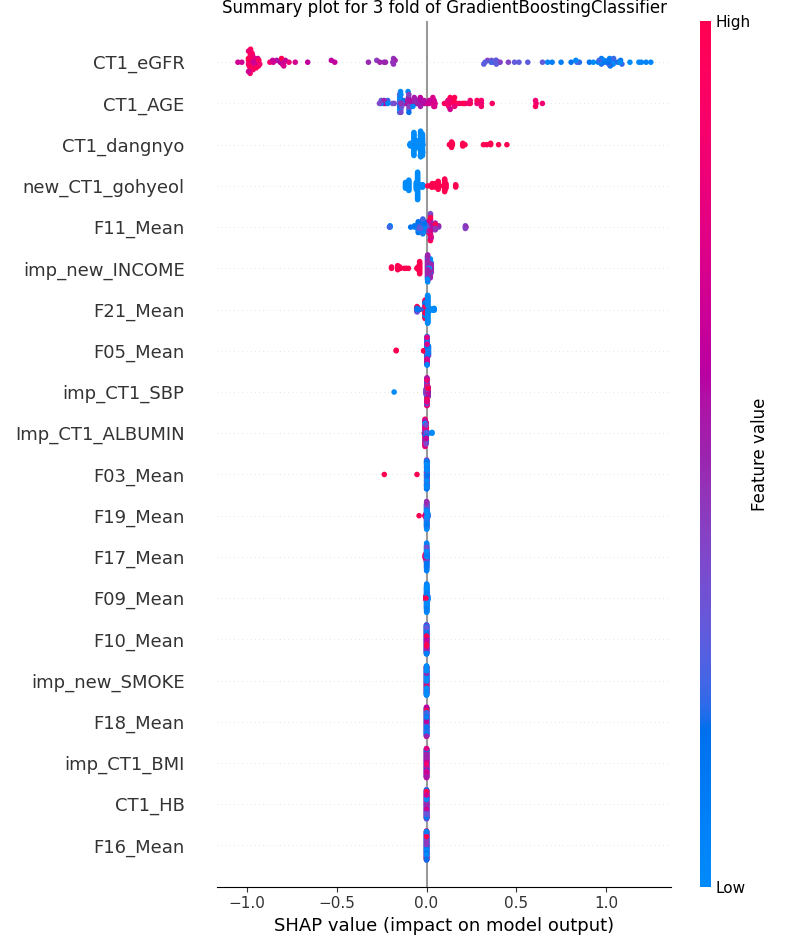 Summary plot for 3 fold of GradientBoostingClassifier
High
CT1_eGFR
CT1_AGE
CT1_dangnyo
new_CT1_gohyeol
F11_Mean
imp_new_INCOME
F21_Mean
F05_Mean
imp_CT1_SBP
Imp_CT1_ALBUMIN
F03_Mean
F19_Mean
F17_Mean
F09_Mean
F10_Mean
imp_new_SMOKE
F18_Mean
imp_CT1_BMI
CT1_HB
F16_Mean
Feature value
Low
−1.0 −0.5 0.0 0.5 1.0
SHAP value (impact on model output)